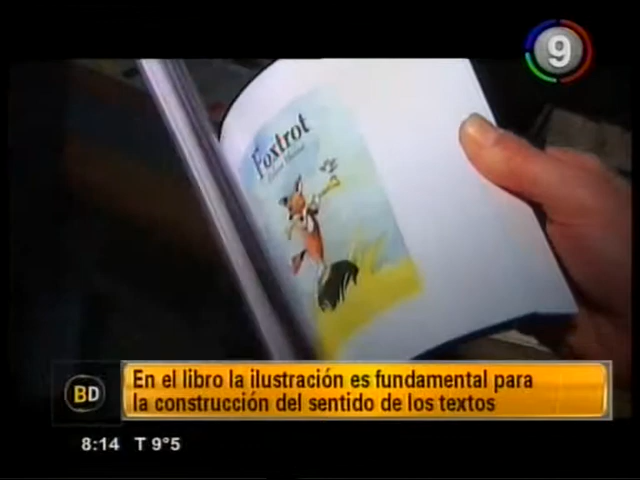 9
Foxtrot
BD
En el libro la ilustración es fundamental para
la construcción del sentido de los textos
8:14 T 9°5